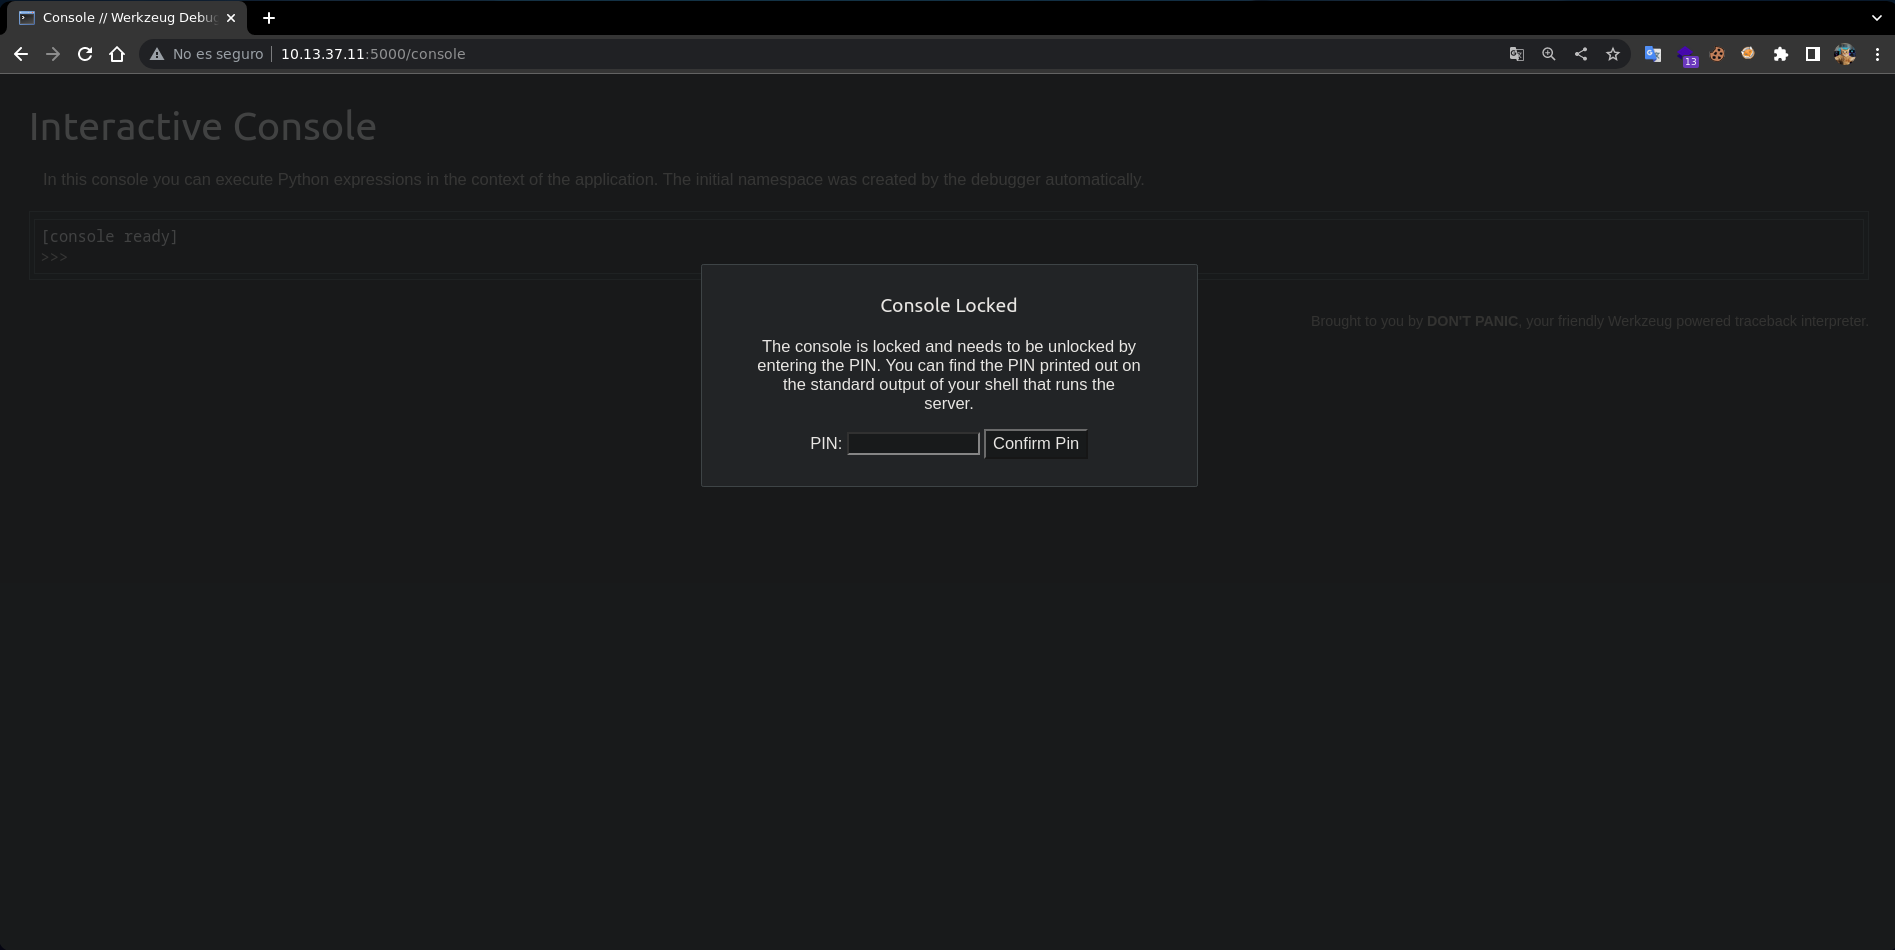 Console // Werkzeug Debug
No es seguro 10.13.37.11:5000/console
13
Interactive Console
In this console you can execute Python expressions in the context of the application. The initial namespace was created by the debugger automatically.
[console ready]
>>>
Console Locked
The console is locked and needs to be unlocked by
entering the PIN. You can find the PIN printed out on
the standard output of your shell that runs the
server.
PIN: Confirm Pin
Brought to you by DON'T PANIC, your friendly Werkzeug powered traceback interpreter.